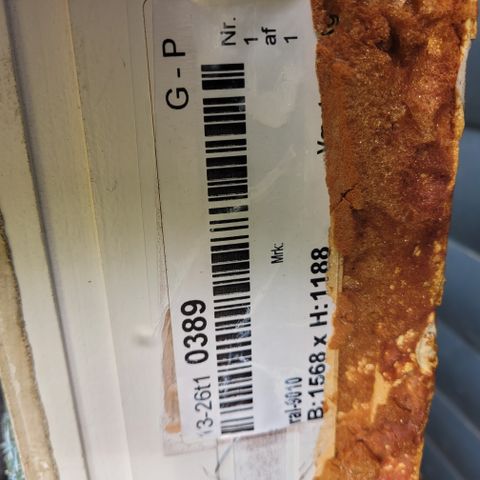 G - P
Nr.
1
af
1
13-26t1 0389
Mrk:
ral-9010
B:1568 x H:1188